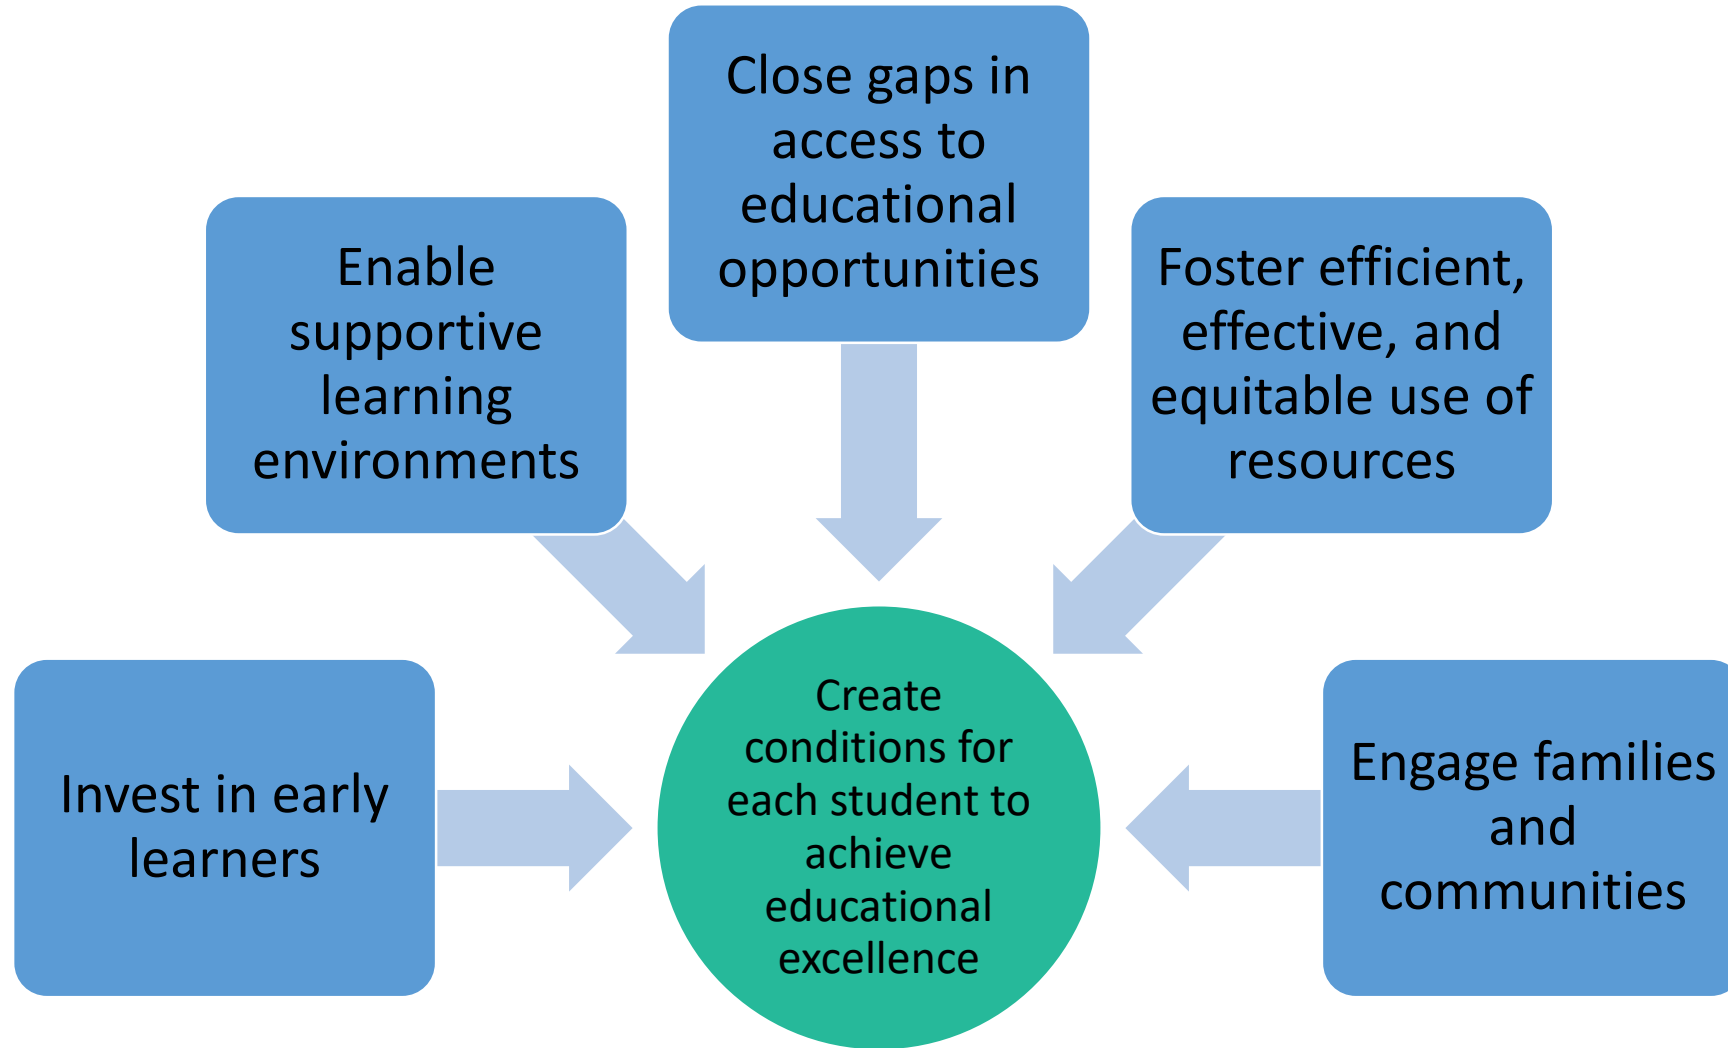 Close gaps in
access to
educational
opportunities
Enable
supportive
learning
environments
Foster efficient,
effective, and
equitable use of
resources
Invest in early
learners
Create
conditions for
each student to
achieve
educational
excellence
Engage families
and
communities